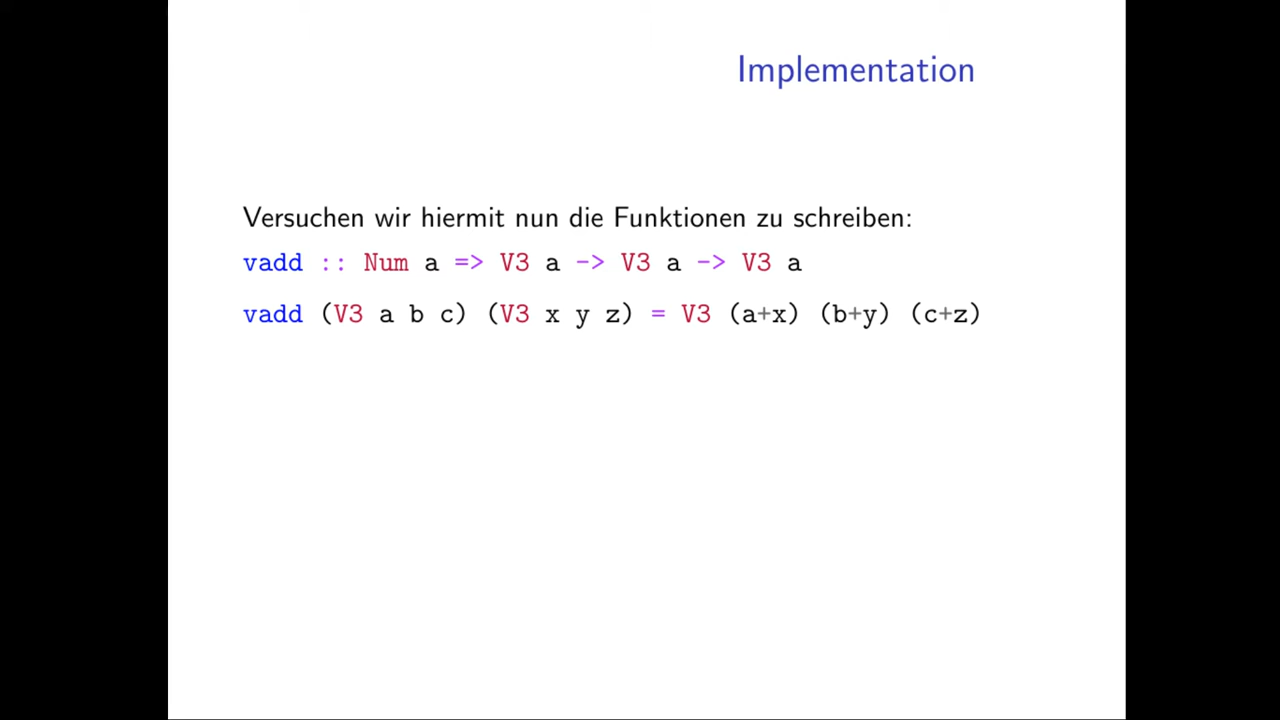 Implementation
Versuchen wir hiermit nun die Funktionen zu schreiben:
vadd :: Num a => V3 a -> V3 a -> V3 a
vadd (V3 a b c) (V3 x y z) = V3 (a+x) (b+y) (c+z)